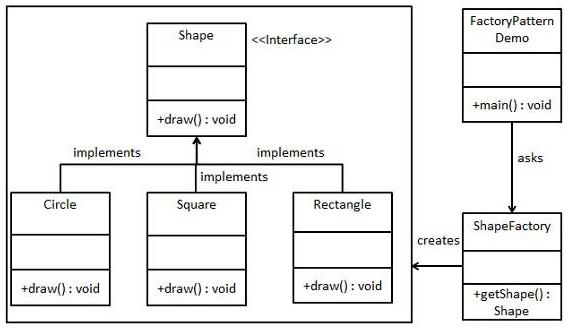 Shape
<<Interface>>
+draw() : void
FactoryPattern
Demo
+main() : void
implements
implements
implements
asks
Circle
+draw() : void
Square
+draw() : void
Rectangle
+draw() : void
creates
ShapeFactory
+getShape() :
Shape